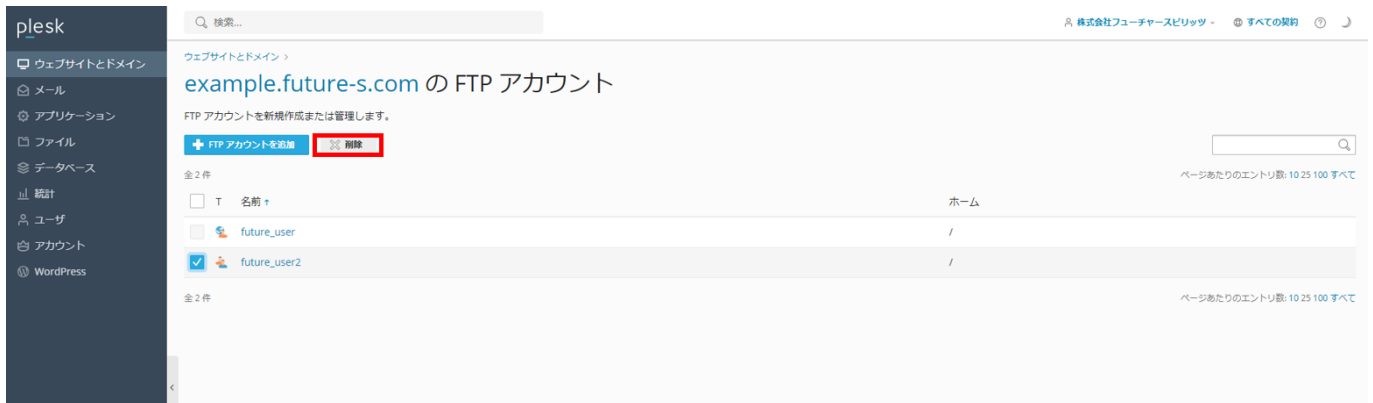 plesk
検索...
株式会社フューチャースピリッツ
すべての契約
ウェブサイトとドメイン
メール
アプリケーション
ファイル
データベース
統計
ユーザ
アカウント
WordPress
ウェブサイトとドメイン >
example.future-s.com の FTP アカウント
FTP アカウントを新規作成または管理します。
FTP アカウントを追加 削除
全 2 件 ページあたりのエントリ数: 10 25 100 すべて
T 名前 ↑ ホーム
future_user /
future_user2 /
全 2 件 ページあたりのエントリ数: 10 25 100 すべて